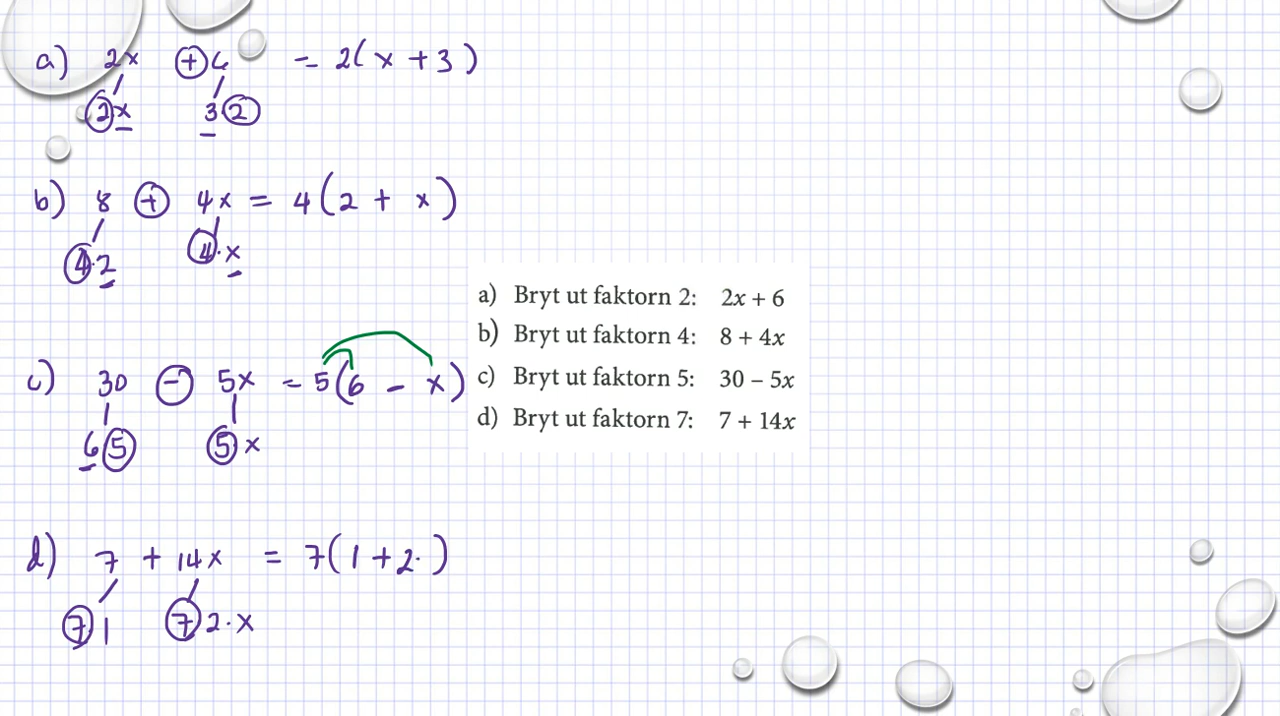 a) 2x + 6 = 2(x + 3)
2x 3 2
b) 8 + 4x = 4(2 + x)
4·2 4·x
a) Bryt ut faktorn 2: 2x + 6
b) Bryt ut faktorn 4: 8 + 4x
c) Bryt ut faktorn 5: 30 – 5x
d) Bryt ut faktorn 7: 7 + 14x
c) 30 - 5x = 5(6 - x)
6 5 5 x
d) 7 + 14x = 7(1 + 2· )
7 1 7 2·x